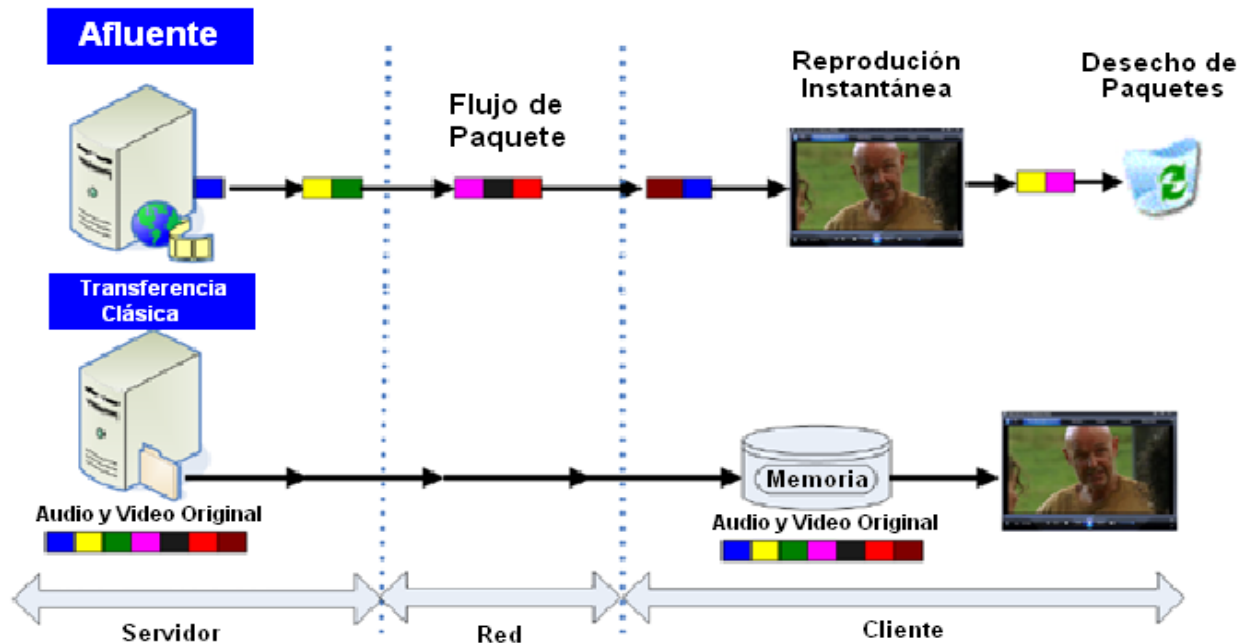 Afluente
Flujo de
Paquete
Reprodución
Instantánea
Desecho de
Paquetes
Transferencia
Clásica
Memoria
Audio y Video Original
Audio y Video Original
Servidor
Red
Cliente